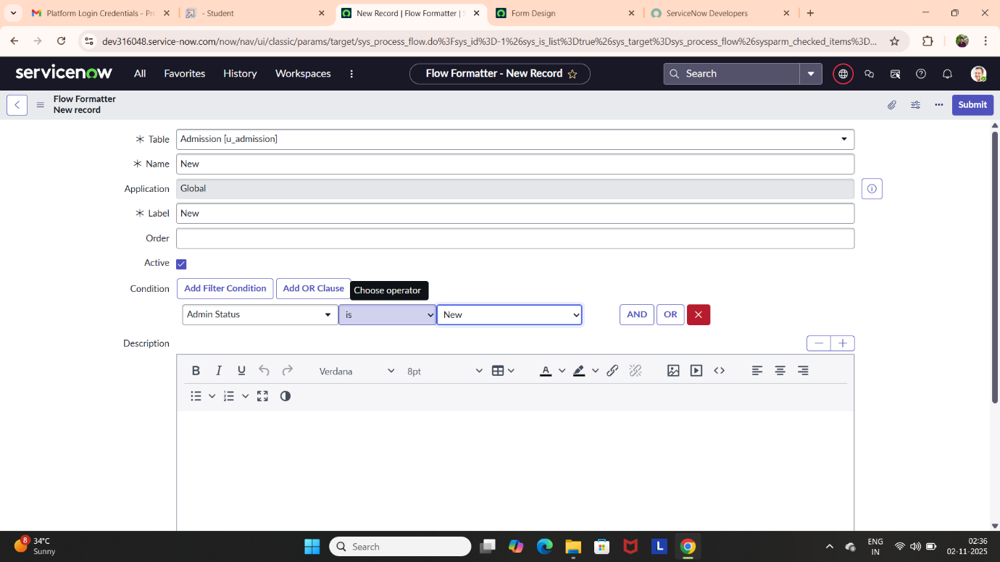 Platform Login Credentials - Pro
- Student
New Record | Flow Formatter | S
Form Design
ServiceNow Developers
dev316048.service-now.com/now/nav/ui/classic/params/target/sys_process_flow.do%3Fsys_id%3D-1%26sys_is_list%3Dtrue%26sys_target%3Dsys_process_flow%26sysparm_checked_items%3D...
servicenow All Favorites History Workspaces
Flow Formatter - New Record
Search
Flow Formatter
New record
Submit
* Table Admission [u_admission]
* Name New
Application Global
* Label New
Order
Active
Condition Add Filter Condition Add OR Clause Choose operator
Admin Status is New AND OR
Description
B I U Verdana 8pt A
8 34°C
Sunny
Search
L
ENG
IN
02:36
02-11-2025